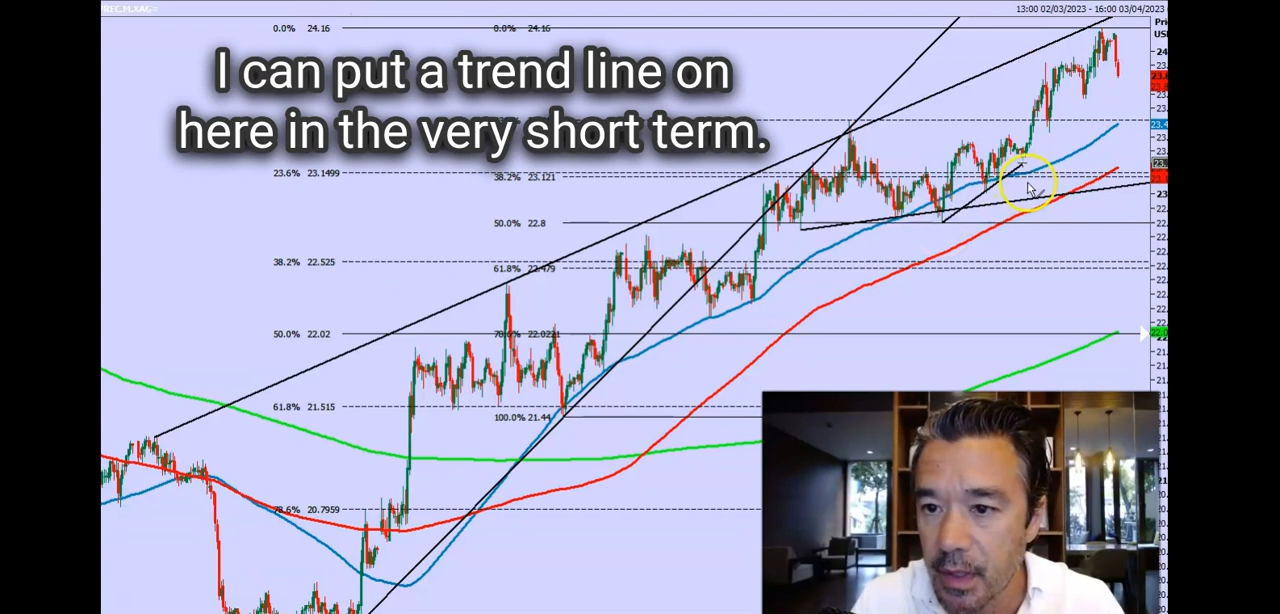 REC.M.XAG=
13:00 02/03/2023 - 16:00 03/04/2023
0.0% 24.16
0.0% 24.16
I can put a trend line on
here in the very short term.
23.6% 23.1499
38.2% 23.121
50.0% 22.8
38.2% 22.525
61.8% 22.479
50.0% 22.02
61.8% 21.515
100.0% 21.44
78.6% 20.7959